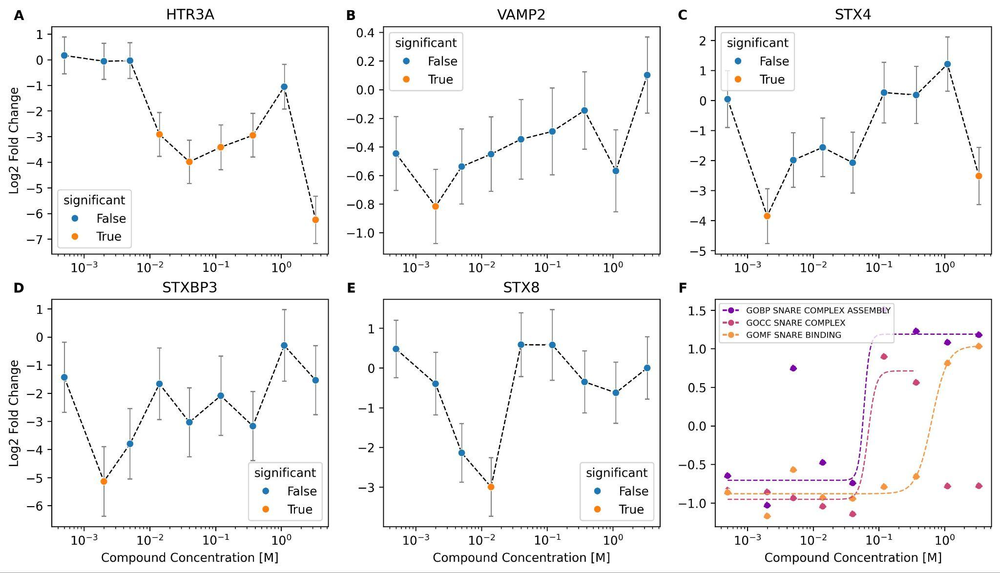 A
HTR3A
Log2 Fold Change
1
0
−1
−2
−3
−4
−5
−6
−7
significant
False
True
10⁻³ 10⁻² 10⁻¹ 10⁰
B
VAMP2
0.4
0.2
0.0
−0.2
−0.4
−0.6
−0.8
−1.0
significant
False
True
10⁻³ 10⁻² 10⁻¹ 10⁰
C
STX4
2
1
0
−1
−2
−3
−4
−5
significant
False
True
10⁻³ 10⁻² 10⁻¹ 10⁰
D
STXBP3
Log2 Fold Change
1
0
−1
−2
−3
−4
−5
−6
significant
False
True
10⁻³ 10⁻² 10⁻¹ 10⁰
Compound Concentration [M]
E
STX8
1
0
−1
−2
−3
significant
False
True
10⁻³ 10⁻² 10⁻¹ 10⁰
Compound Concentration [M]
F
1.5
1.0
0.5
0.0
−0.5
−1.0
GOBP SNARE COMPLEX ASSEMBLY
GOCC SNARE COMPLEX
GOMF SNARE BINDING
10⁻³ 10⁻² 10⁻¹ 10⁰
Compound Concentration [M]